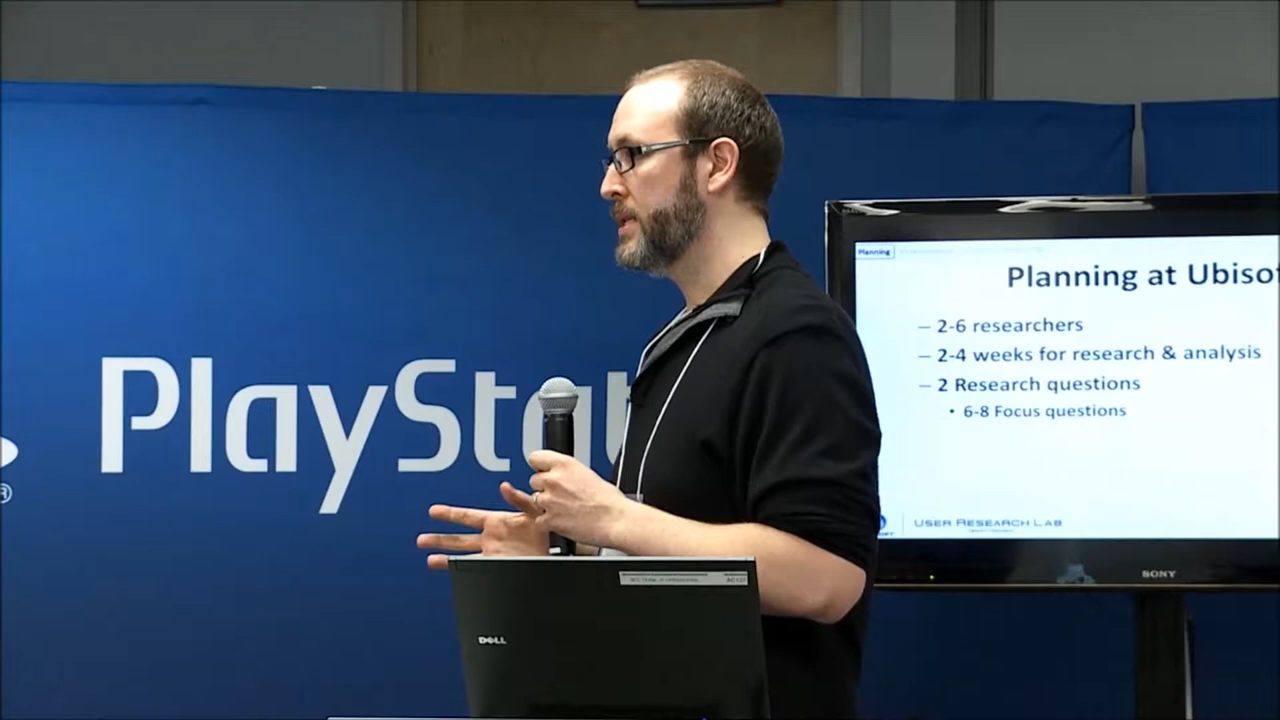 PlayStat
®
Planning
Planning at Ubisof
– 2-6 researchers
– 2-4 weeks for research & analysis
– 2 Research questions
• 6-8 Focus questions
USER RESEARCH LAB
SONY
DELL